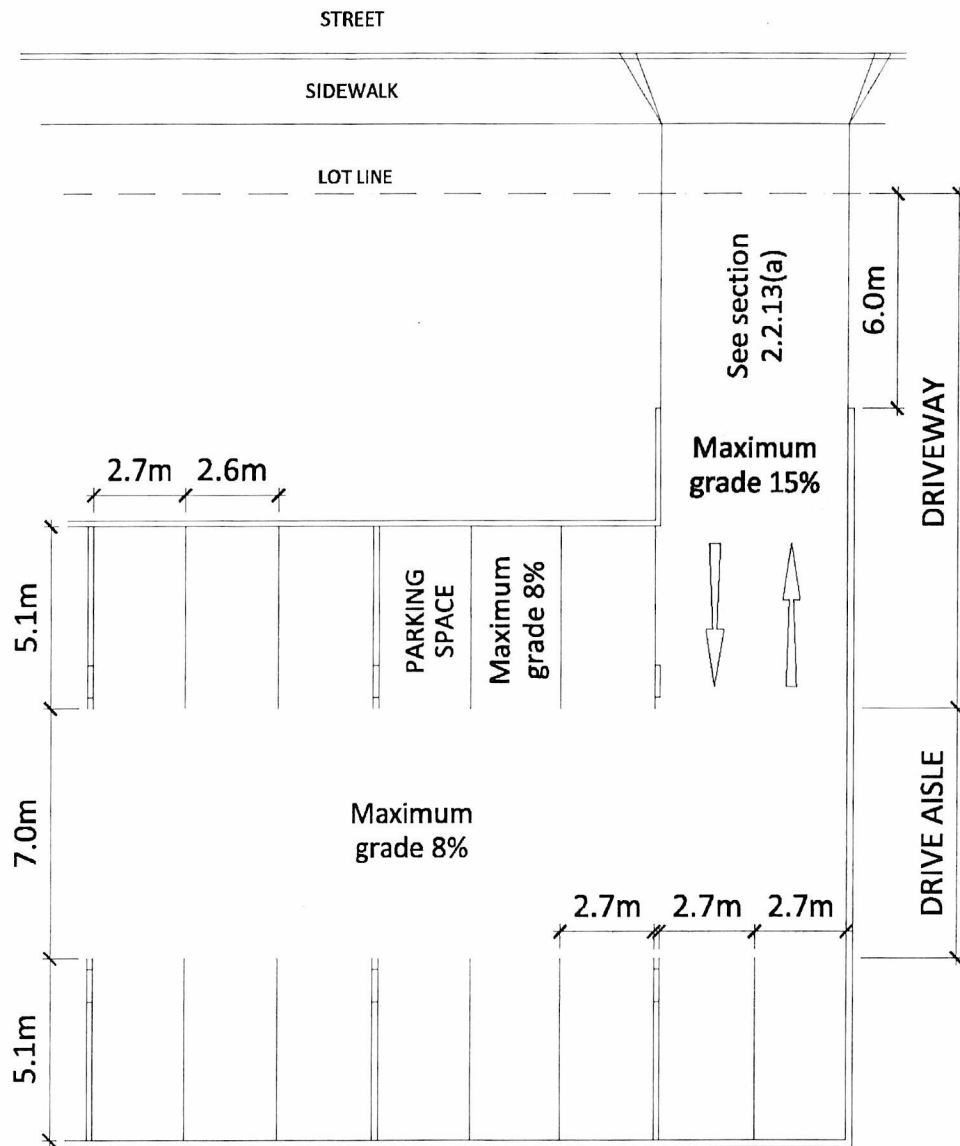 STREET
SIDEWALK
LOT LINE
See section
2.2.13(a)
6.0m
DRIVEWAY
Maximum
grade 15%
2.7m
2.6m
5.1m
PARKING
SPACE
Maximum
grade 8%
7.0m
Maximum
grade 8%
DRIVE AISLE
2.7m
2.7m
2.7m
5.1m